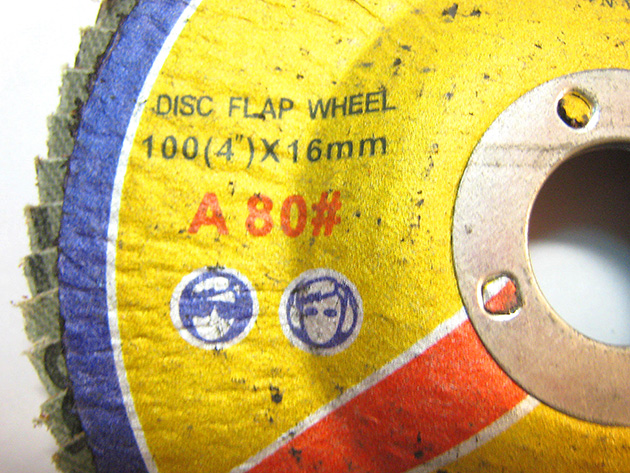 DISC FLAP WHEEL
100(4")X16mm
A 80#